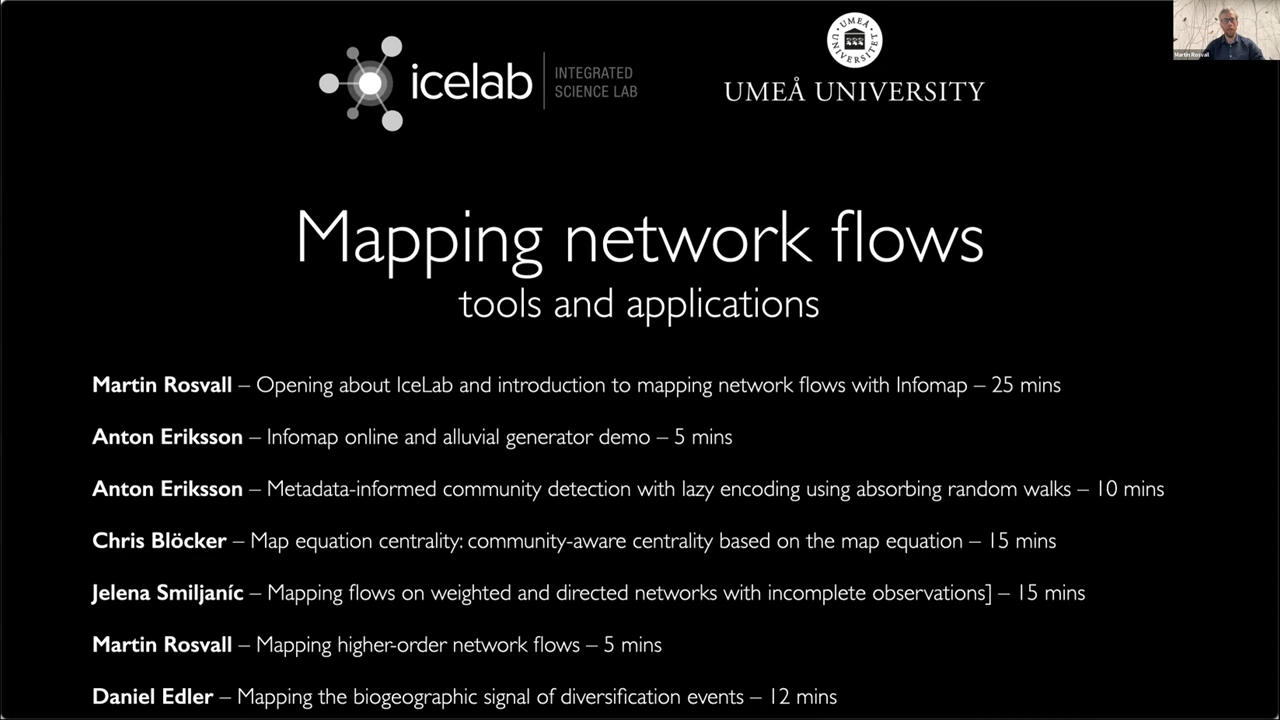 icelab
INTEGRATED
SCIENCE LAB
UMEÅ
UNIVERSITET
UMEÅ UNIVERSITY
Martin Rosvall
Mapping network flows
tools and applications
Martin Rosvall – Opening about IceLab and introduction to mapping network flows with Infomap – 25 mins
Anton Eriksson – Infomap online and alluvial generator demo – 5 mins
Anton Eriksson – Metadata-informed community detection with lazy encoding using absorbing random walks – 10 mins
Chris Blöcker – Map equation centrality: community-aware centrality based on the map equation – 15 mins
Jelena Smiljaníc – Mapping flows on weighted and directed networks with incomplete observations] – 15 mins
Martin Rosvall – Mapping higher-order network flows – 5 mins
Daniel Edler – Mapping the biogeographic signal of diversification events – 12 mins